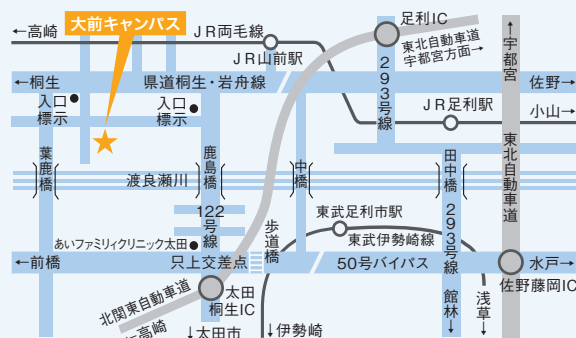 大前キャンパス
←高崎
JR両毛線
JR山前駅
足利IC
東北自動車道
宇都宮方面→
↑宇都宮
←桐生
県道桐生・岩舟線
佐野→
入口
標示
入口
標示
293号線
JR足利駅
小山→
東北自動車道
葉鹿橋
渡良瀬川
鹿島橋
中橋
田中橋
122号線
歩道橋
東武足利市駅
東武伊勢崎線
293号線
あいファミリィクリニック太田
←前橋
只上交差点
50号バイパス
水戸→
佐野藤岡IC
北関東自動車道
太田
桐生IC
館林↓
浅草↓
↓太田市
↓伊勢崎
高崎